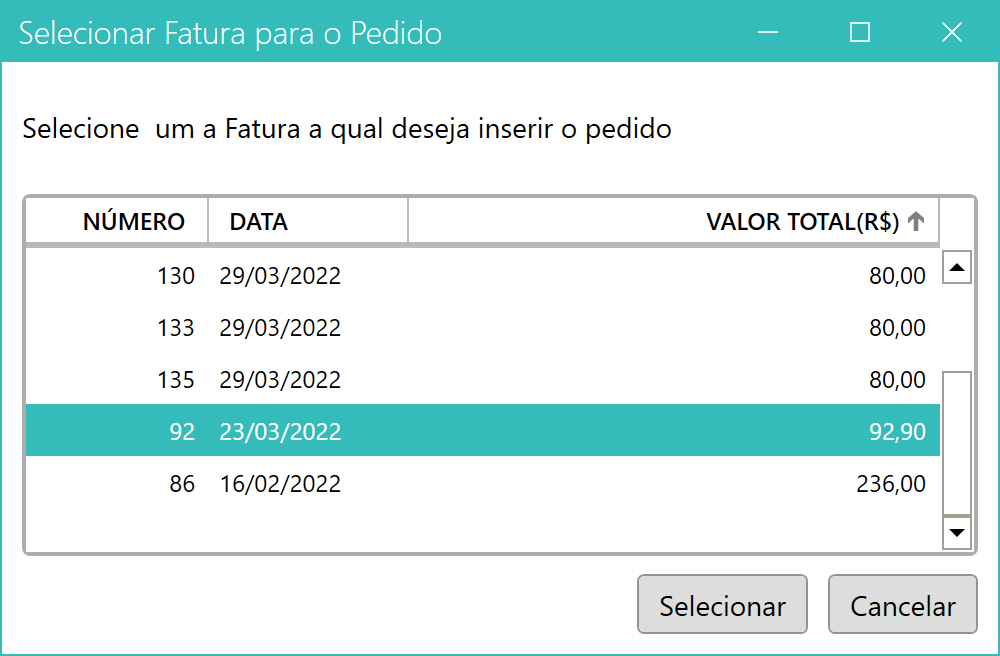 Selecionar Fatura para o Pedido
Selecione  um a Fatura a qual deseja inserir o pedido
NÚMERO DATA VALOR TOTAL(R$)
130 29/03/2022 80,00
133 29/03/2022 80,00
135 29/03/2022 80,00
92 23/03/2022 92,90
86 16/02/2022 236,00
Selecionar Cancelar